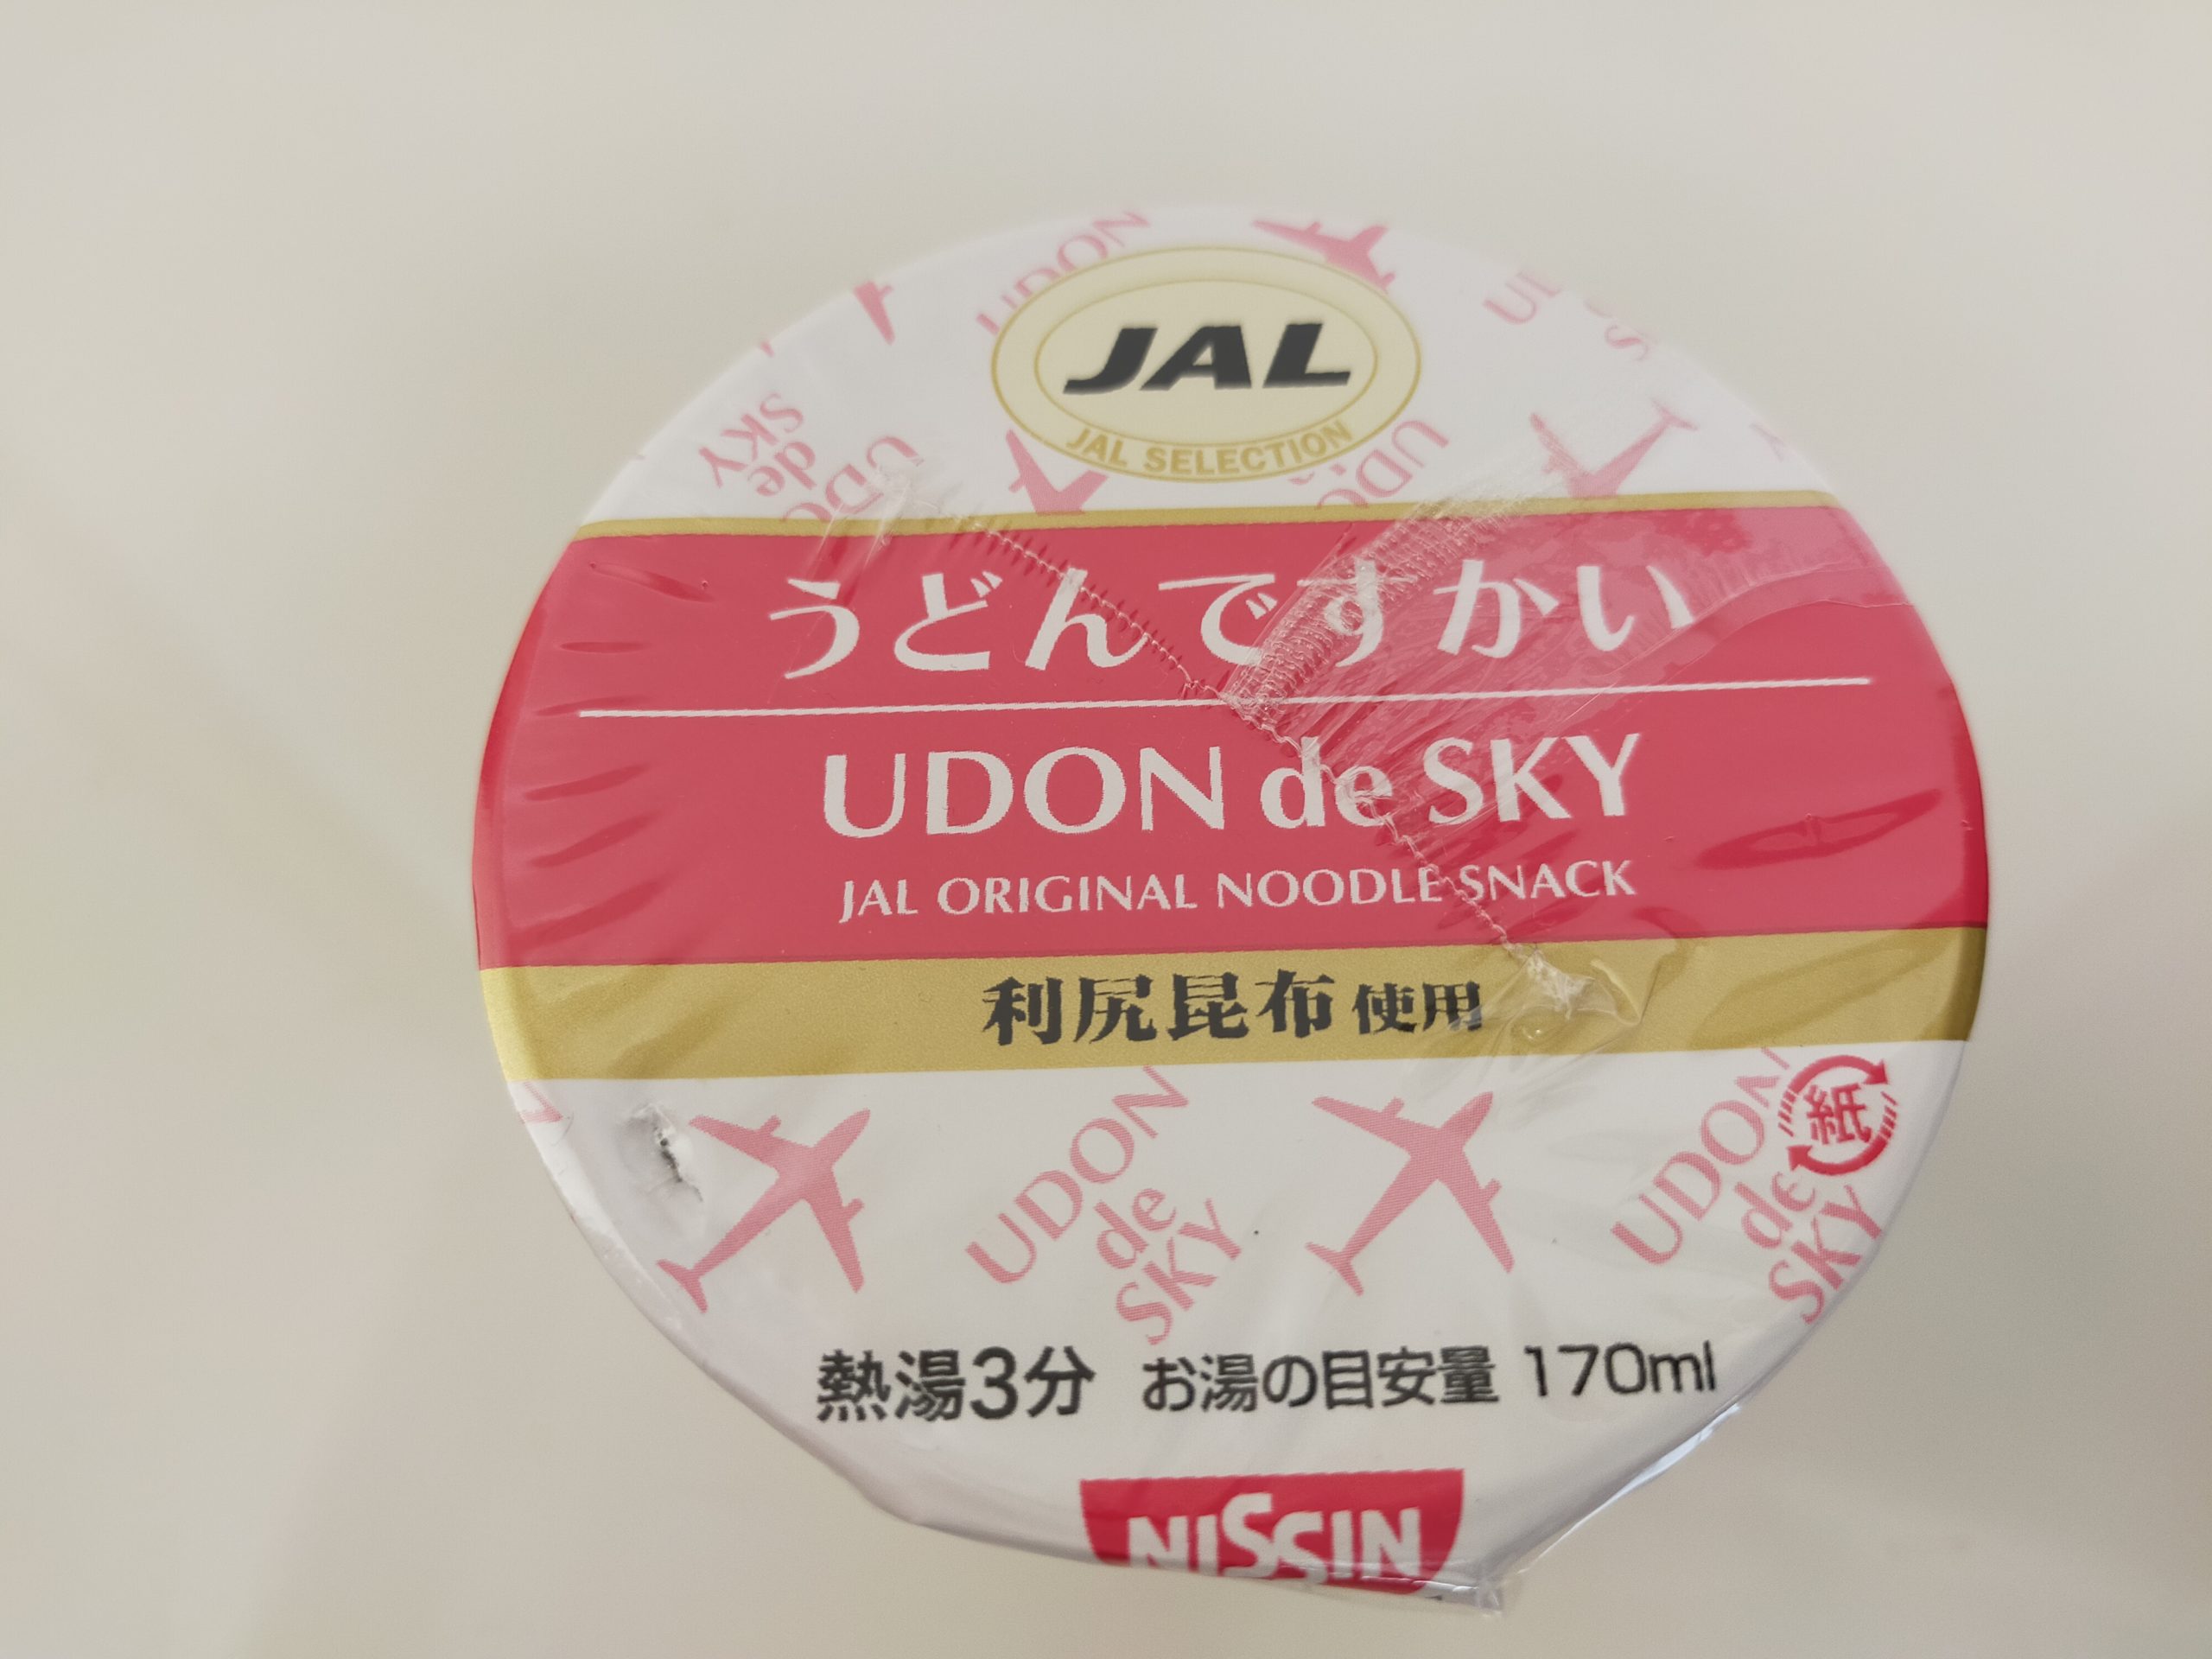 JAL
JAL SELECTION
うどんですかい
UDON de SKY
JAL ORIGINAL NOODLE SNACK
利尻昆布使用
紙
UDON
de
SKY
UDON
de
SKY
熱湯3分 お湯の目安量 170ml
NISSIN